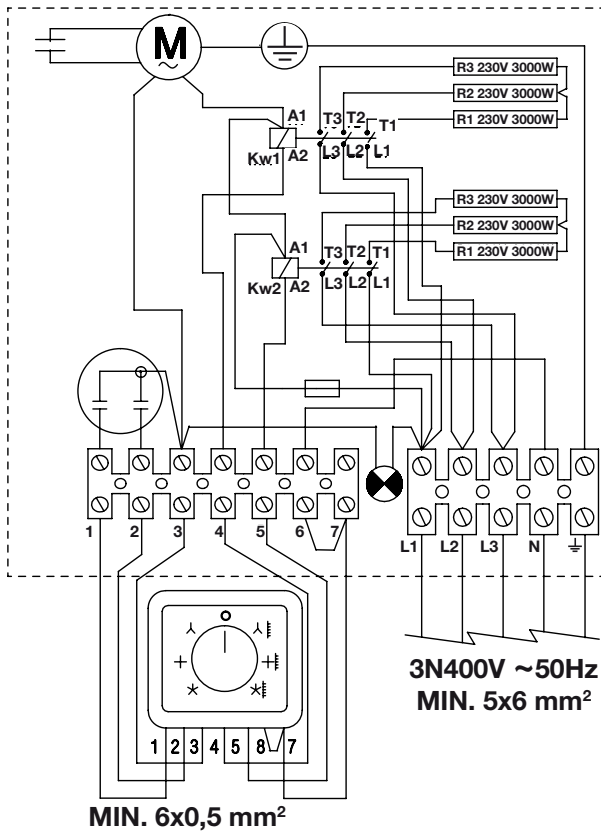 M
~
R3 230V 3000W
R2 230V 3000W
R1 230V 3000W
A1
T3 T2 T1
Kw1 A2
L3 L2 L1
R3 230V 3000W
R2 230V 3000W
R1 230V 3000W
A1
T3 T2 T1
Kw2 A2
L3 L2 L1
1 2 3 4 5 6 7
L1 L2 L3 N
3N400V ~50Hz
MIN. 5x6 mm²
1 2 3 4 5 8 7
MIN. 6x0,5 mm²